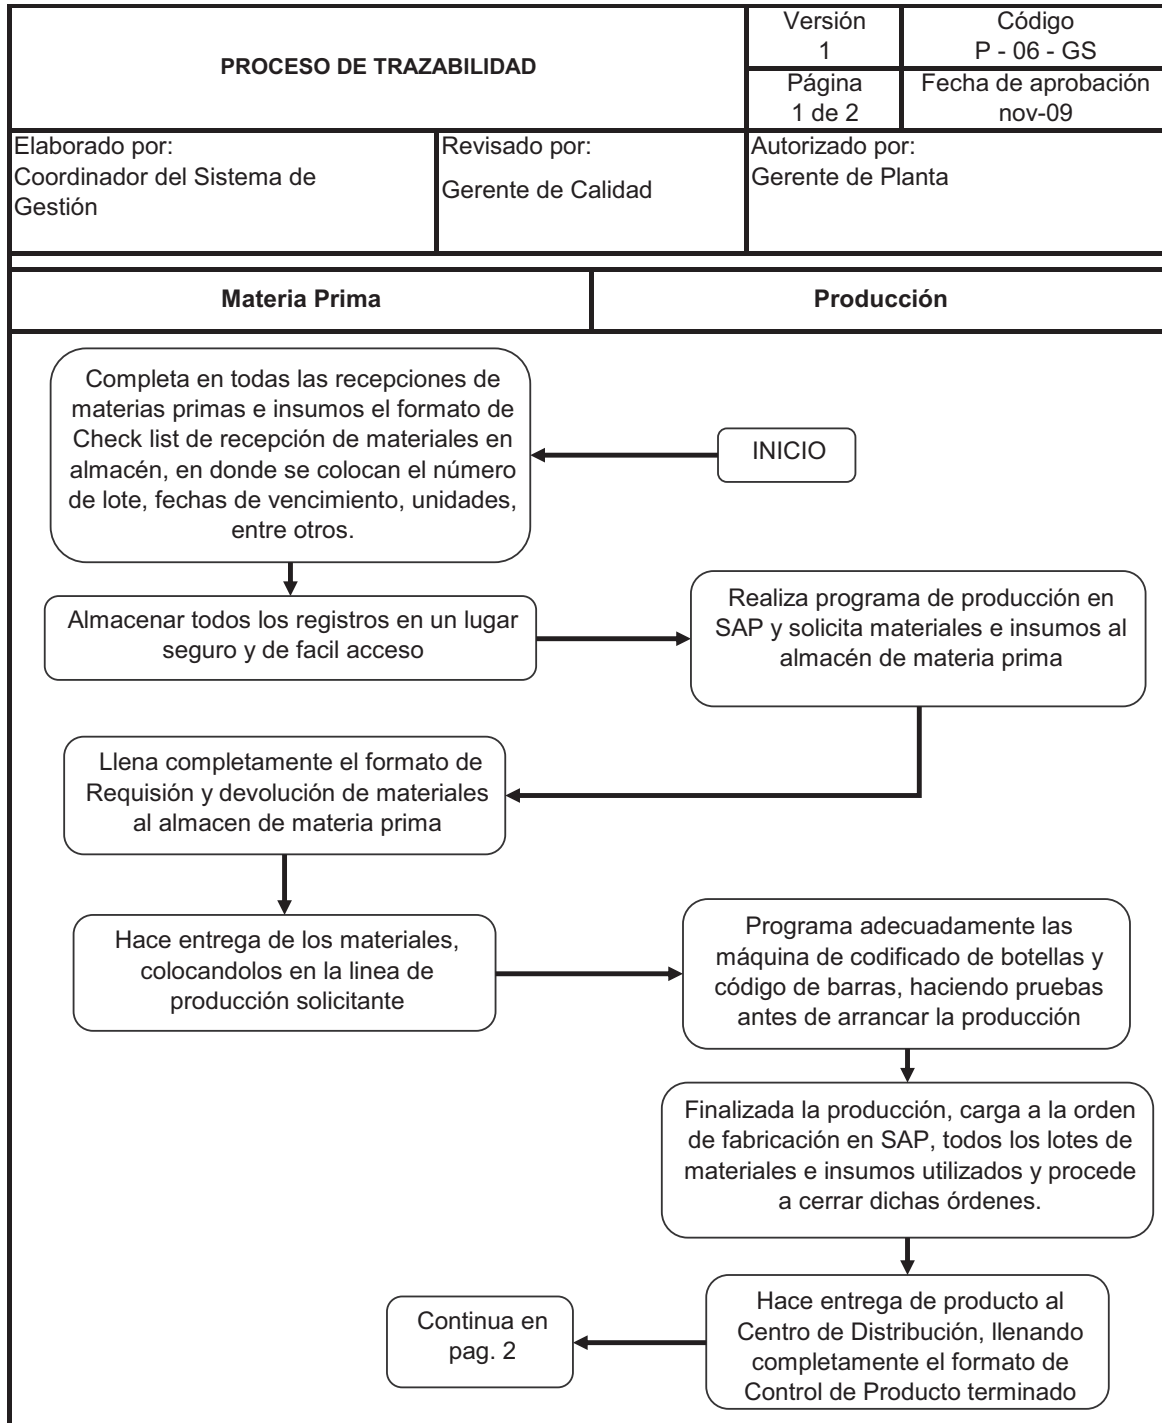 PROCESO DE TRAZABILIDAD
Versión
1
Código
P - 06 - GS
Página
1 de 2
Fecha de aprobación
nov-09
Elaborado por:
Coordinador del Sistema de
Gestión
Revisado por:
Gerente de Calidad
Autorizado por:
Gerente de Planta
Materia Prima
Producción
INICIO
Completa en todas las recepciones de
materias primas e insumos el formato de
Check list de recepción de materiales en
almacén, en donde se colocan el número
de lote, fechas de vencimiento, unidades,
entre otros.
Almacenar todos los registros en un lugar
seguro y de facil acceso
Realiza programa de producción en
SAP y solicita materiales e insumos al
almacén de materia prima
Llena completamente el formato de
Requisión y devolución de materiales
al almacen de materia prima
Hace entrega de los materiales,
colocandolos en la linea de
producción solicitante
Programa adecuadamente las
máquina de codificado de botellas y
código de barras, haciendo pruebas
antes de arrancar la producción
Finalizada la producción, carga a la orden
de fabricación en SAP, todos los lotes de
materiales e insumos utilizados y procede
a cerrar dichas órdenes.
Hace entrega de producto al
Centro de Distribución, llenando
completamente el formato de
Control de Producto terminado
Continua en
pag. 2